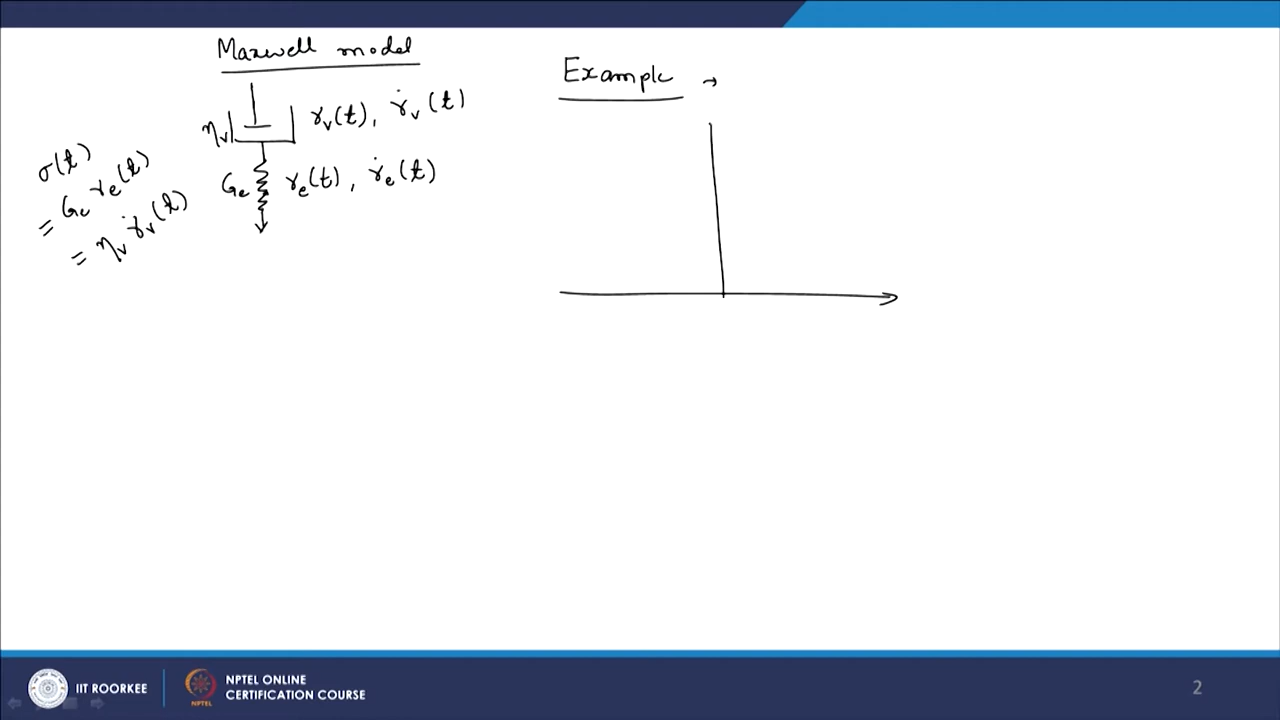 Maxwell model
ηv γv(t), γ̇v(t)
Ge γe(t), γ̇e(t)
σ(t)
= Ge γe(t)
= ηv γ̇v(t)
Example →
IIT ROORKEE
NPTEL ONLINE
CERTIFICATION COURSE
2